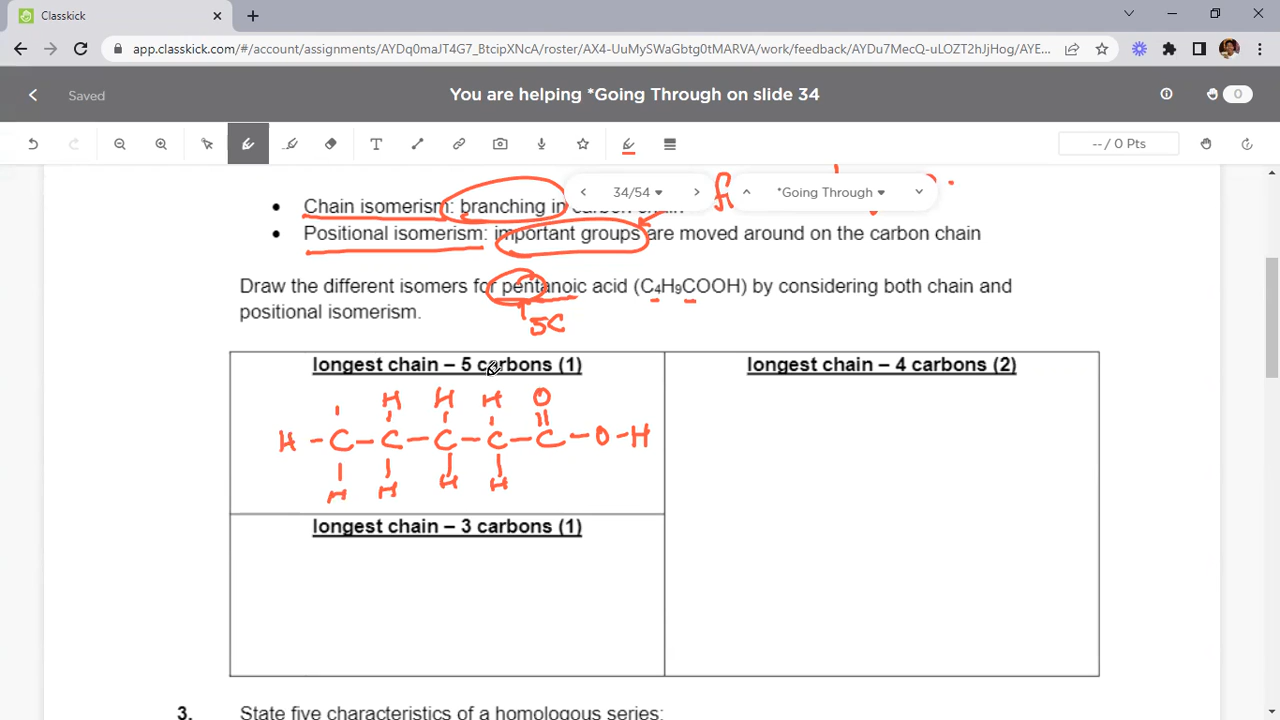 Classkick
app.classkick.com/#/account/assignments/AYDq0maJT4G7_BtcipXNCA/roster/AX4-UuMySWaGbtg0tMARVA/work/feedback/AYDu7MecQ-uLOZT2hJjHog/AYE...
Saved
You are helping *Going Through on slide 34
0
-- / 0 Pts
34/54
*Going Through
• Chain isomerism: branching in carbon chain
• Positional isomerism: important groups are moved around on the carbon chain
Draw the different isomers for pentanoic acid (C4H9COOH) by considering both chain and
positional isomerism.
5C
longest chain – 5 carbons (1)
longest chain – 4 carbons (2)
H H H O
H – C – C – C – C – C – O – H
H H H H
longest chain – 3 carbons (1)
3. State five characteristics of a homologous series: